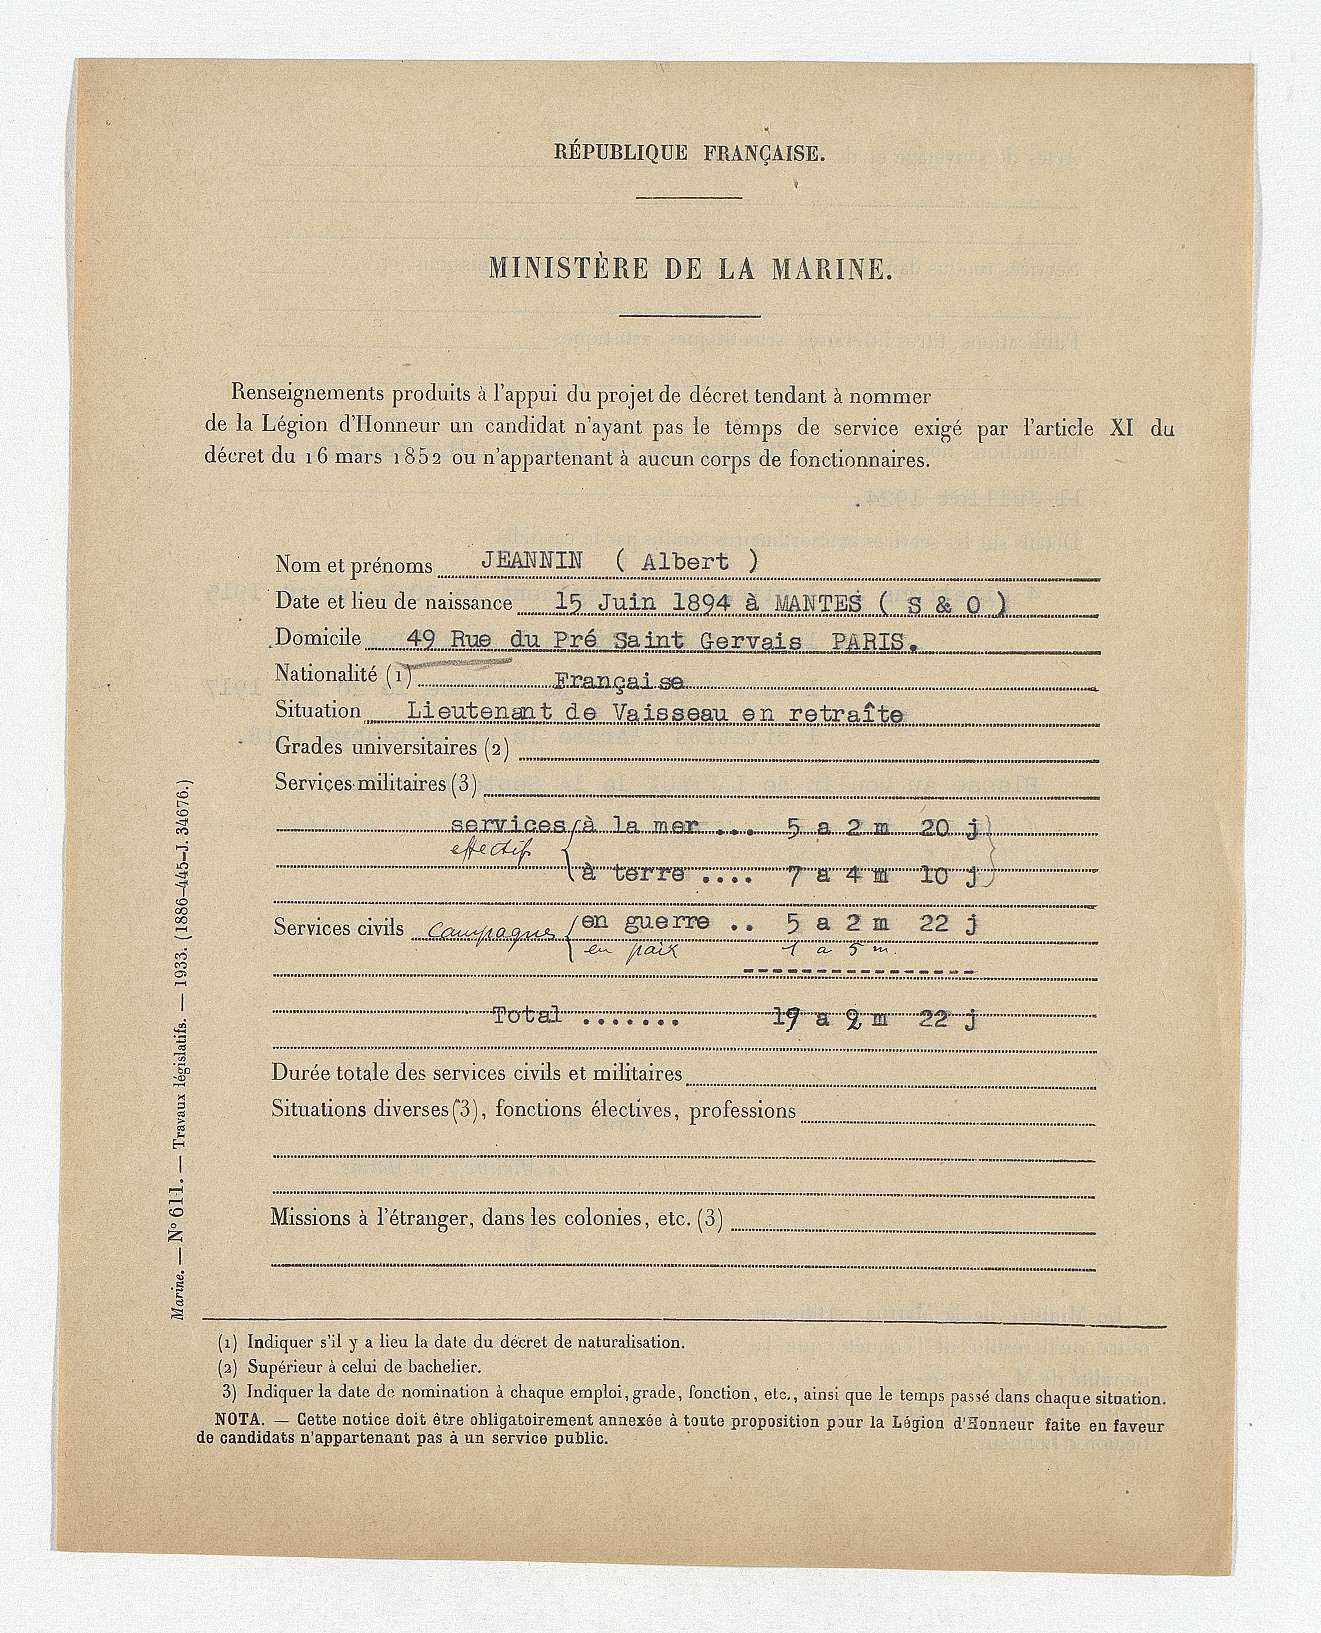 RÉPUBLIQUE FRANÇAISE.
MINISTÈRE DE LA MARINE.
Renseignements produits à l'appui du projet de décret tendant à nommer
de la Légion d'Honneur un candidat n'ayant pas le temps de service exigé par l'article XI du
décret du 16 mars 1852 ou n'appartenant à aucun corps de fonctionnaires.
Nom et prénoms JEANNIN ( Albert )
Date et lieu de naissance 15 Juin 1894 à MANTES ( S & O )
Domicile 49 Rue du Pré Saint Gervais PARIS.
Nationalité (1) Française
Situation Lieutenant de Vaisseau en retraîte
Grades universitaires (2)
Services militaires (3)
services à la mer ... 5 a 2 m 20 j
effectifs
à terre .... 7 a 4 m 10 j
Services civils campagnes en guerre .. 5 a 2 m 22 j
en paix 1 a 5 m.
Total ....... 19 a 2 m 22 j
Durée totale des services civils et militaires
Situations diverses (3), fonctions électives, professions
Missions à l'étranger, dans les colonies, etc. (3)
Marine. — N° 611. — Travaux législatifs. — 1933. (1886-445-J. 34676.)
(1) Indiquer s'il y a lieu la date du décret de naturalisation.
(2) Supérieur à celui de bachelier.
3) Indiquer la date de nomination à chaque emploi, grade, fonction, etc., ainsi que le temps passé dans chaque situation.
NOTA. — Cette notice doit être obligatoirement annexée à toute proposition pour la Légion d'Honneur faite en faveur
de candidats n'appartenant pas à un service public.